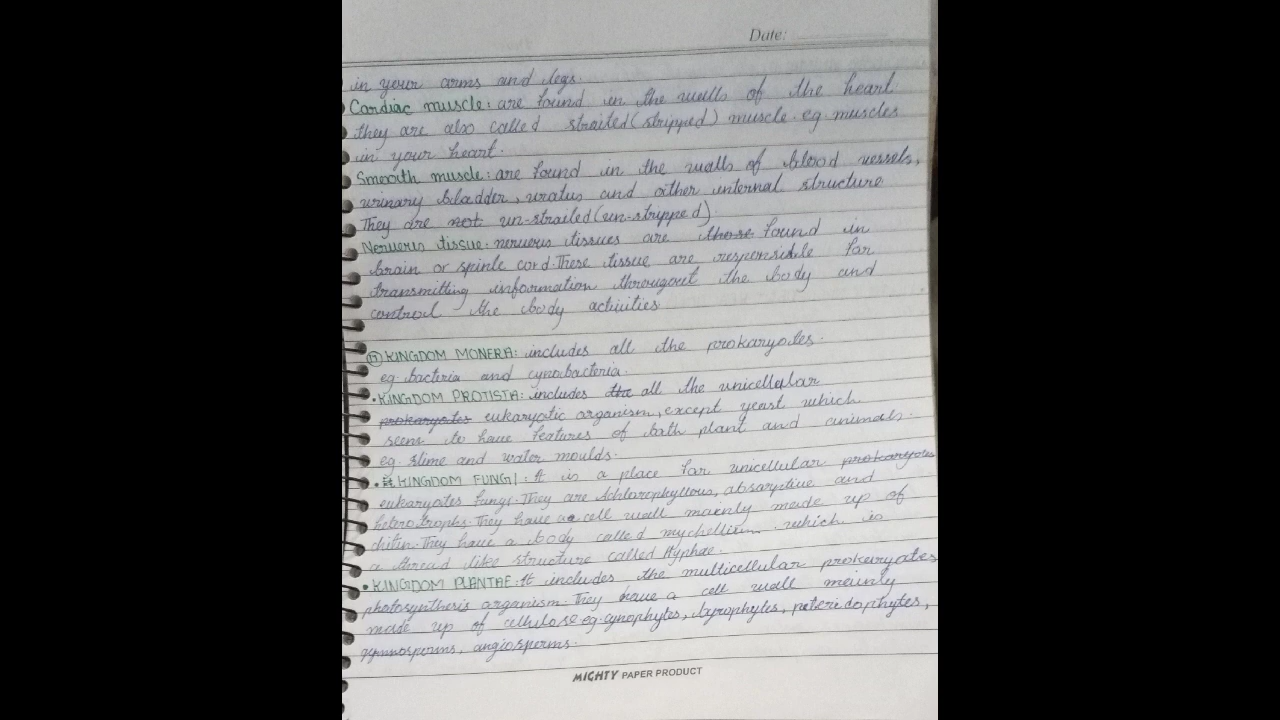 Date:
in your arms and legs.
Cardiac muscle: are found in the walls of the heart.
they are also called straited (stripped) muscle. eg muscles
in your heart.
Smooth muscle: are found in the walls of blood vessels,
urinary bladder, uratus and other internal structure
They are not un-straited (un-stripped).
Nerueris tissue: nerueris tissues are those found in
brain or spinle cord. These tissue are responsible for
transmitting information througout the body and
control the body activities
KINGDOM MONERA: includes all the prokaryotes.
eg. bacteria and cynobacteria.
• KINGDOM PROTISTA: includes the all the unicellular
prokaryotes eukaryotic organism, except yeast which
seems to have features of both plant and animals.
eg slime and water moulds.
• KINGDOM FUNGI: It is a place for unicellular prokaryotes
eukaryotes fungi. They are Achlorophyllous, absorptive and
heterotrophs. They have a cell wall mainly made up of
chitin. They have a body called mychellium which is
a thread like structure called Hyphae.
• KINGDOM PLANTAE: It includes the multicellular prokaryotes
photosynthesis organism. They have a cell wall mainly
made up of cellulose eg. cynophytes, byrophytes, pteridophytes,
gymnosperms, angiosperms.
MIGHTY PAPER PRODUCT